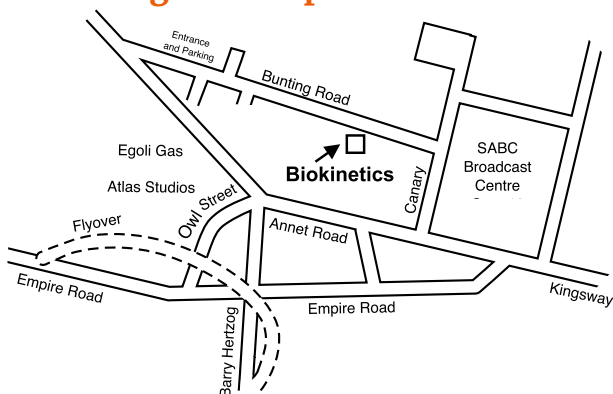 Entrance
and Parking
Bunting Road
Egoli Gas
Biokinetics
SABC
Broadcast
Centre
Atlas Studios
Canary
Owl Street
Flyover
Annet Road
Empire Road
Empire Road
Kingsway
Barry Hertzog